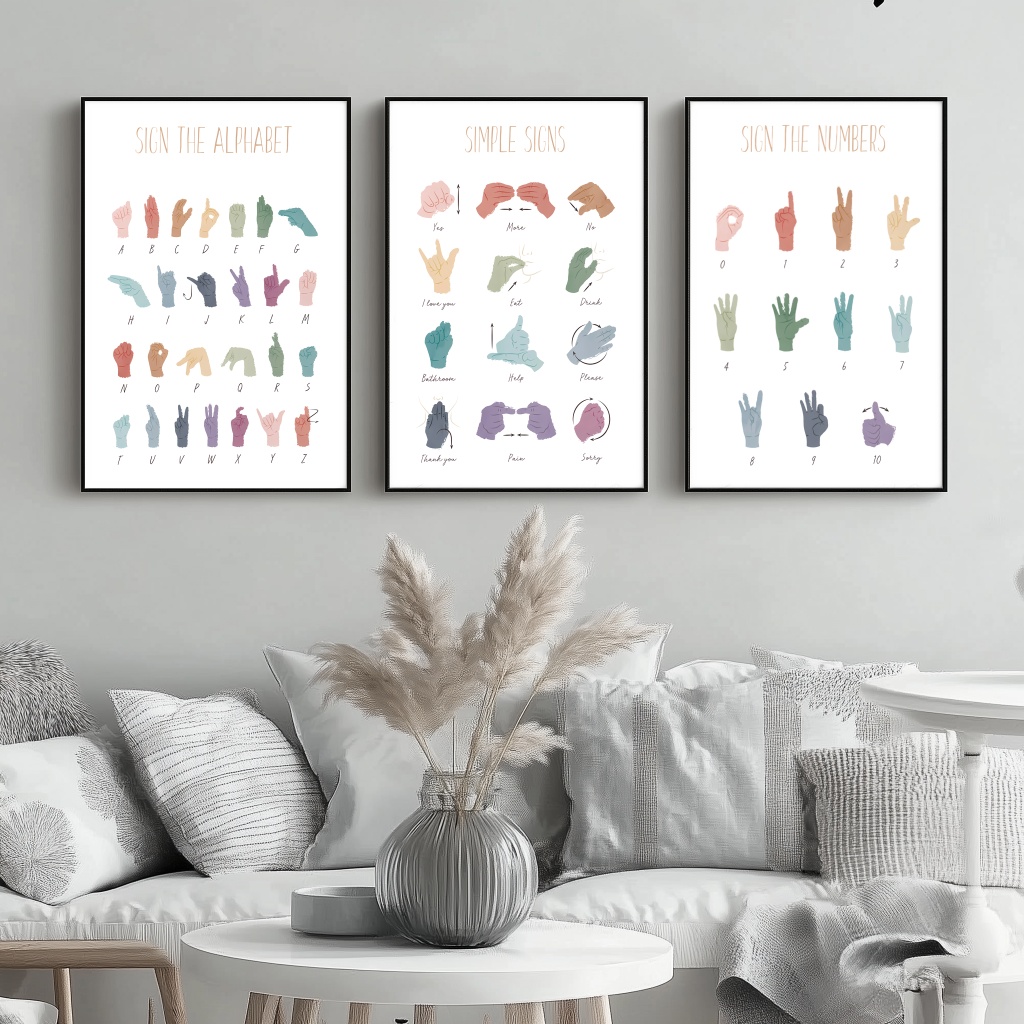 SIGN THE ALPHABET
A B C D E F G
H I J K L M
N O P Q R S
T U V W X Y Z
SIMPLE SIGNS
Yes More No
I love you Eat Drink
Bathroom Help Please
Thank you Pain Sorry
SIGN THE NUMBERS
0 1 2 3
4 5 6 7
8 9 10